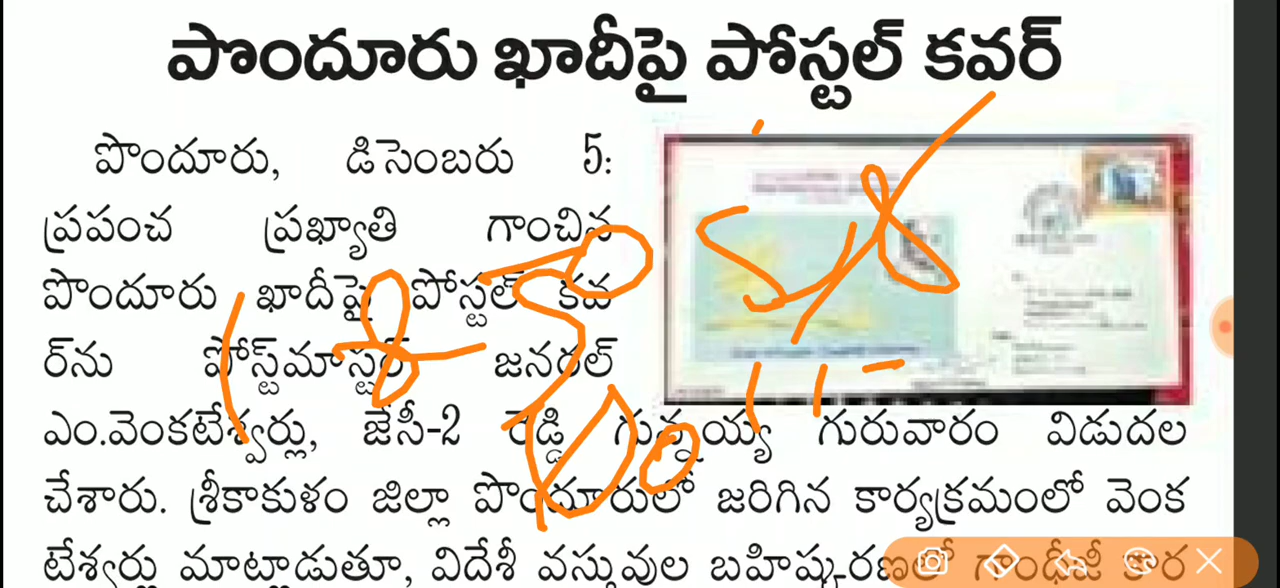 పొందూరు ఖాదీపై పోస్టల్ కవర్
పొందూరు, డిసెంబరు 5:
ప్రపంచ ప్రఖ్యాతి గాంచిన
పొందూరు ఖాదీపై పోస్టల్ కవ
ర్‌ను పోస్ట్‌మాస్టర్ జనరల్
ఎం.వెంకటేశ్వర్లు, జేసీ-2 రెడ్డి గున్నయ్య గురువారం విడుదల
చేశారు. శ్రీకాకుళం జిల్లా పొందూరులో జరిగిన కార్యక్రమంలో వెంక
టేశ్వర్లు మాట్లాడుతూ, విదేశీ వస్తువుల బహిష్కరణలో గాంధీజీ